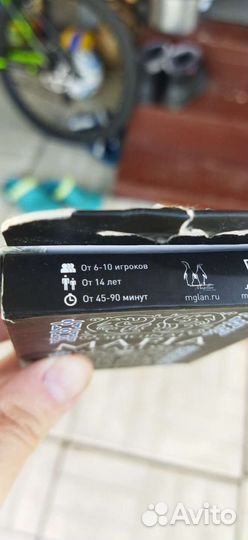 От 6-10 игроков
От 14 лет
От 45-90 минут
mglan.ru
Avito